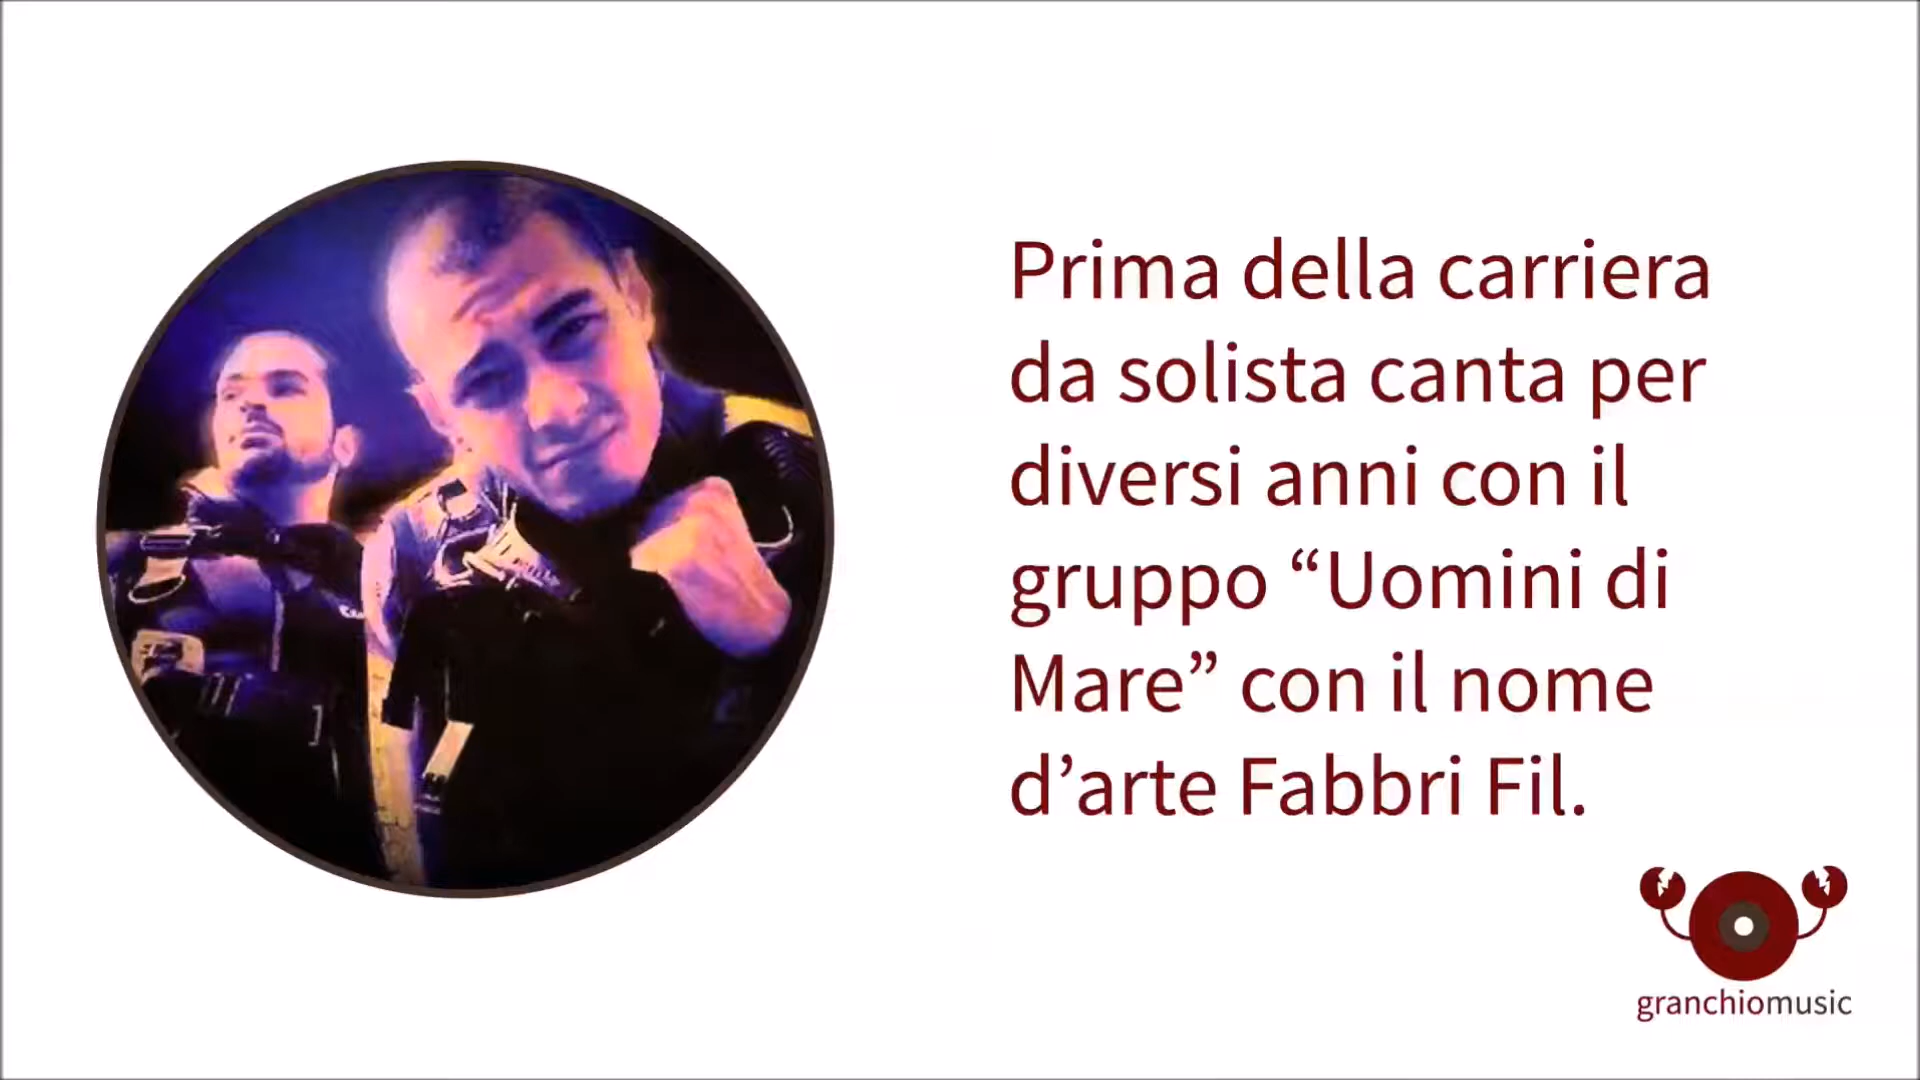 Prima della carriera
da solista canta per
diversi anni con il
gruppo “Uomini di
Mare” con il nome
d’arte Fabbri Fil.
granchiomusic